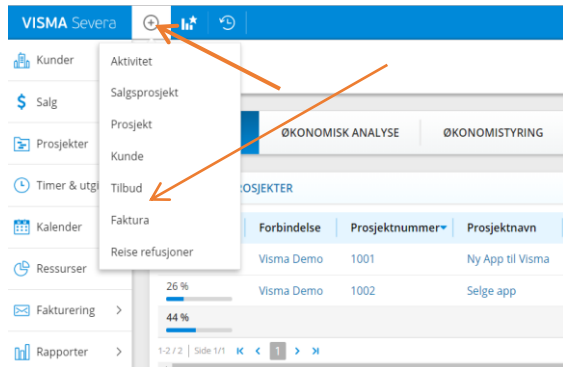 VISMA Severa
Kunder
Salg
Prosjekter
Timer & utgi
Kalender
Ressurser
Fakturering
Rapporter
Aktivitet
Salgsprosjekt
Prosjekt
Kunde
Tilbud
Faktura
Reise refusjoner
ØKONOMISK ANALYSE ØKONOMISTYRING
OSJEKTER
Forbindelse Prosjektnummer Prosjektnavn
Visma Demo 1001 Ny App til Visma
26 % Visma Demo 1002 Selge app
44 %
1-2 / 2 | Side 1/1 1